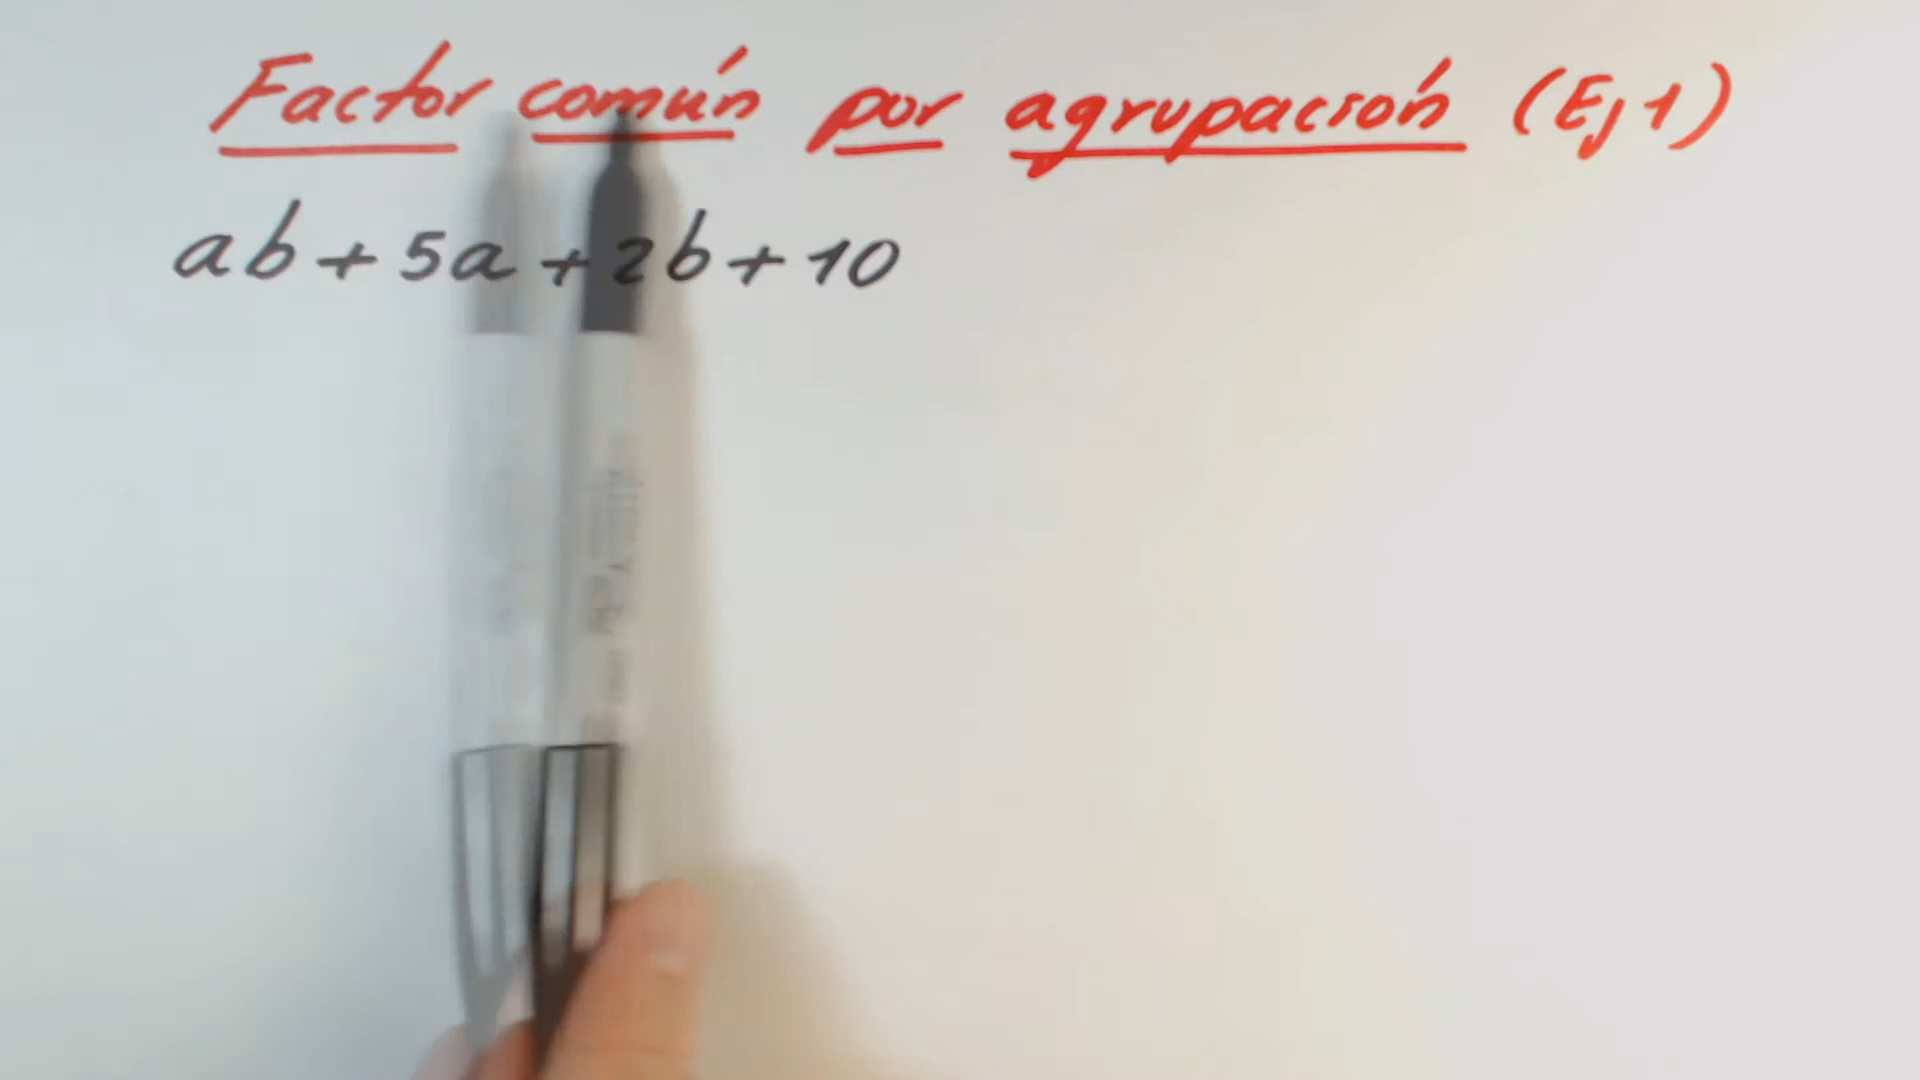 Factor común por agrupación (Ej 1)
ab + 5a + 2b + 10